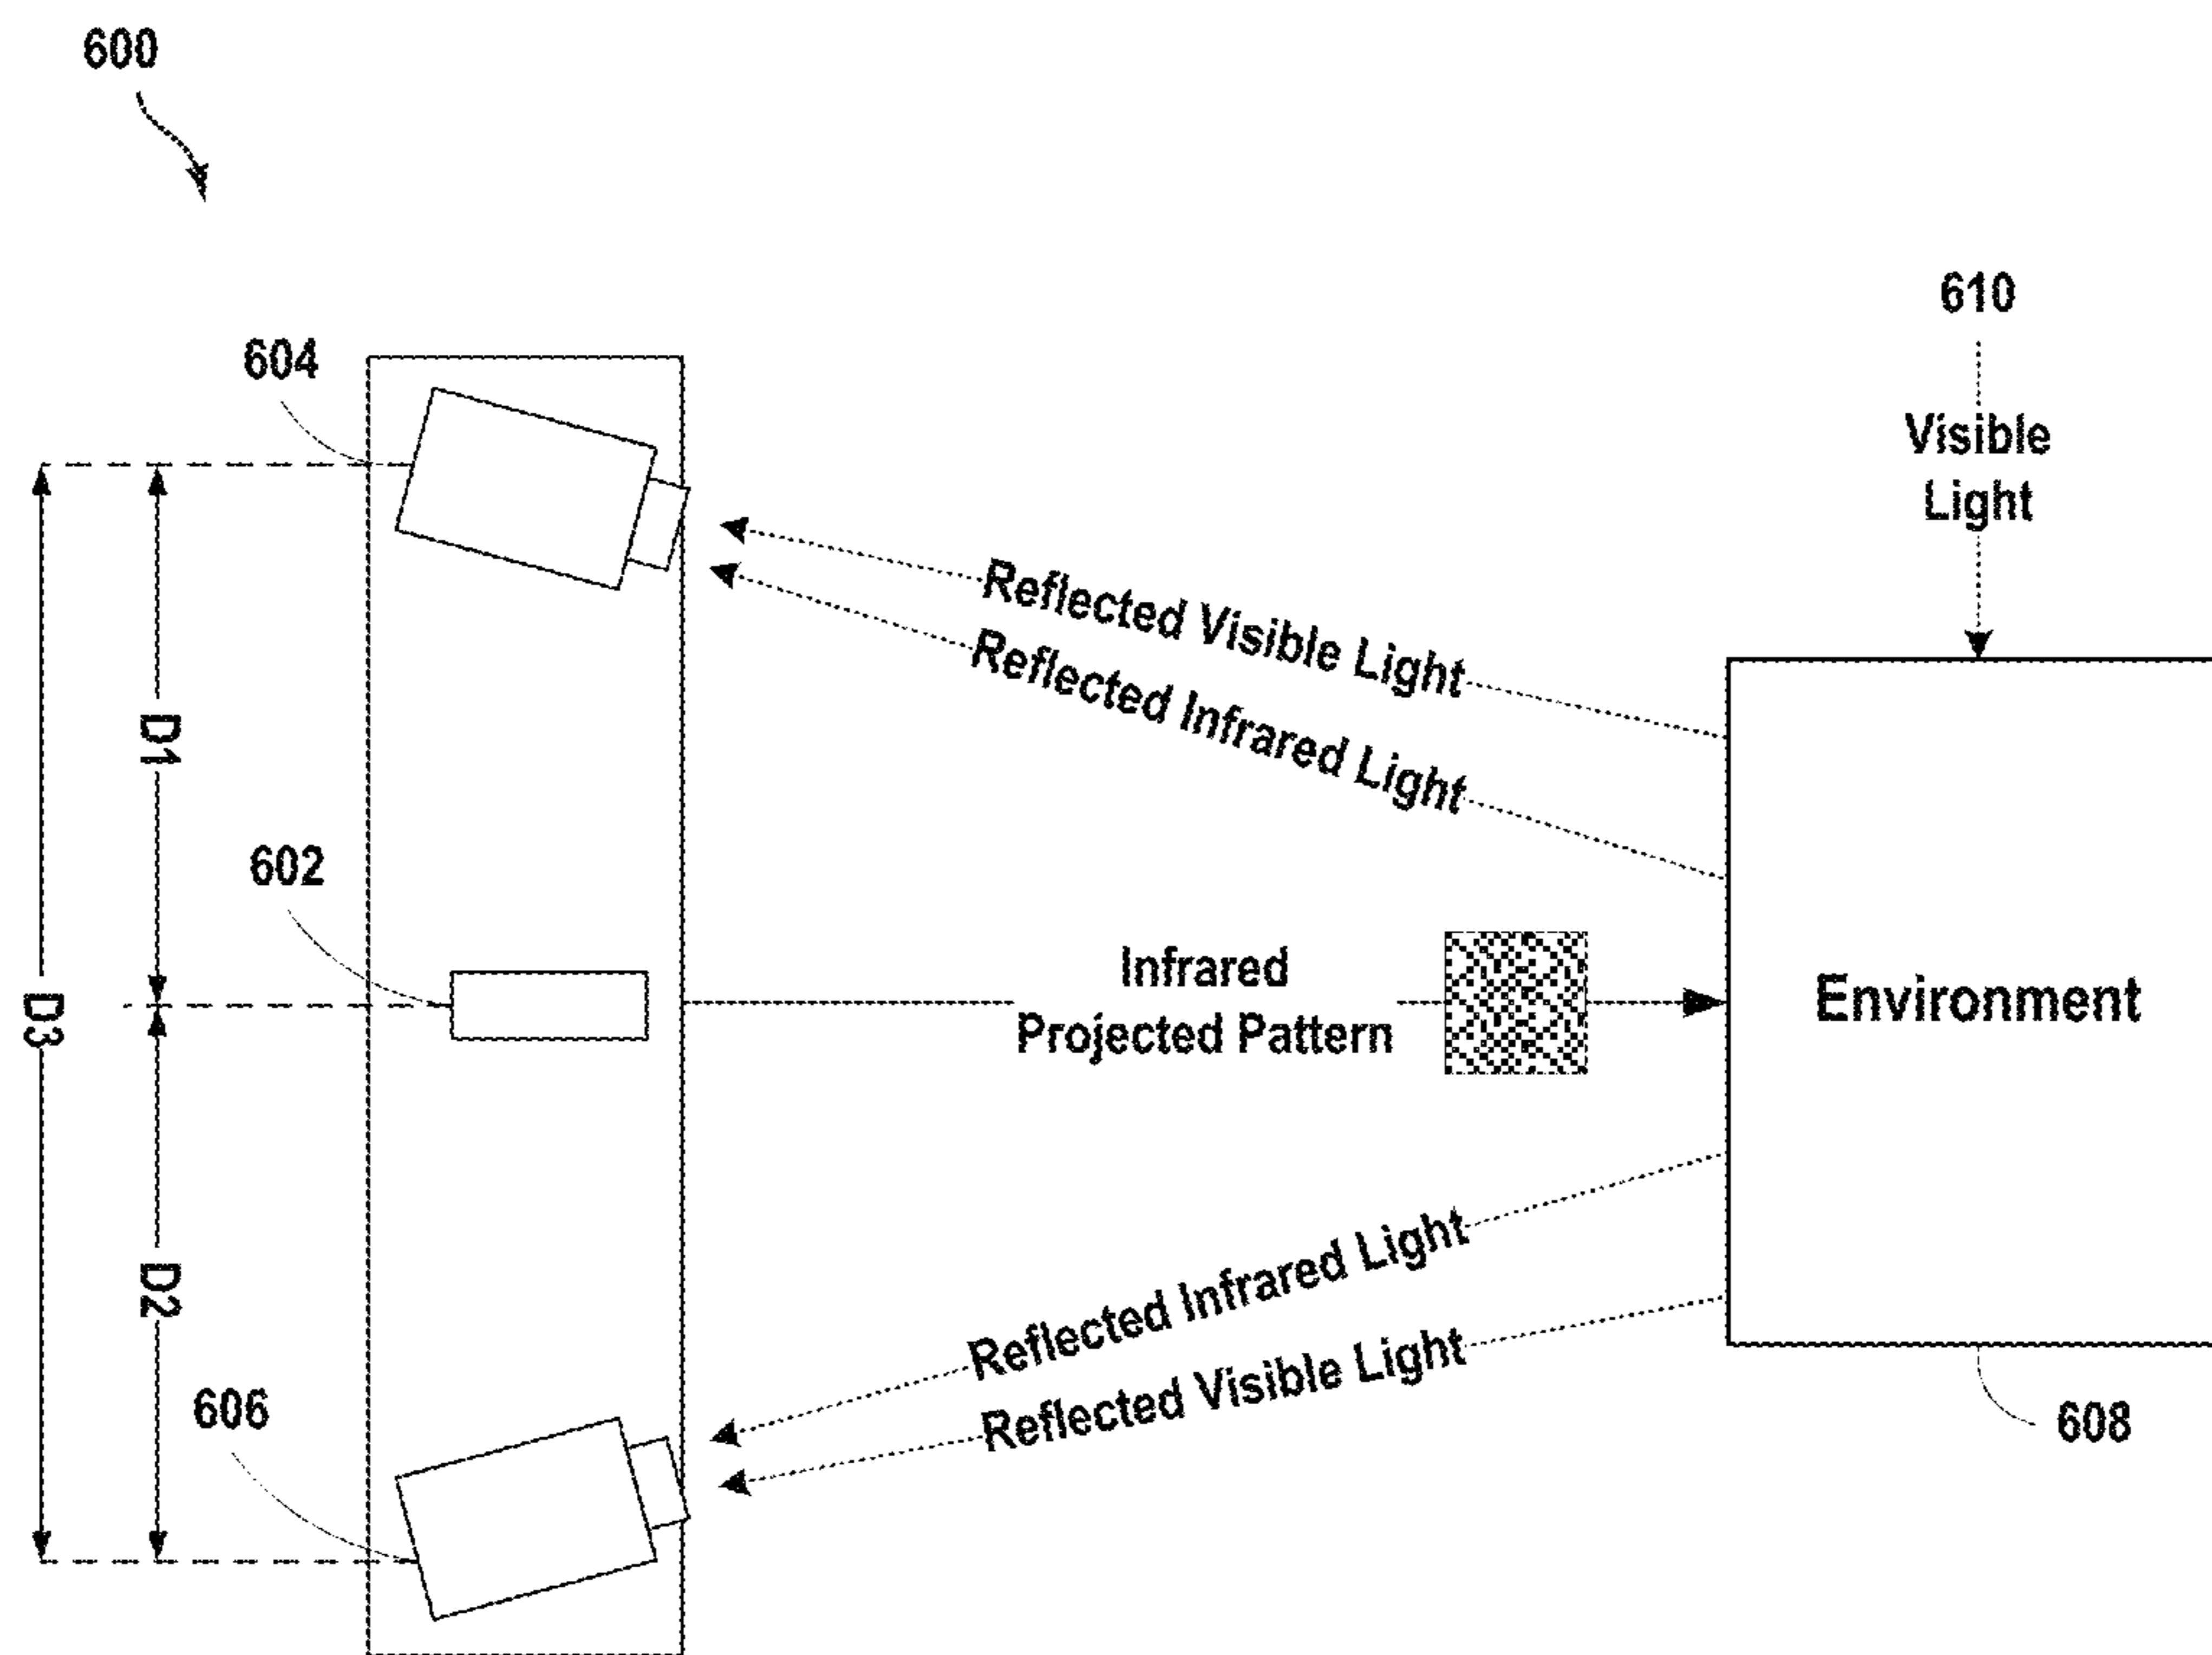 600
610
604
Visible
Light
Reflected Visible Light
Reflected Infrared Light
D1
602
Infrared
Projected Pattern
Environment
D3
D2
Reflected Infrared Light
Reflected Visible Light
606
608